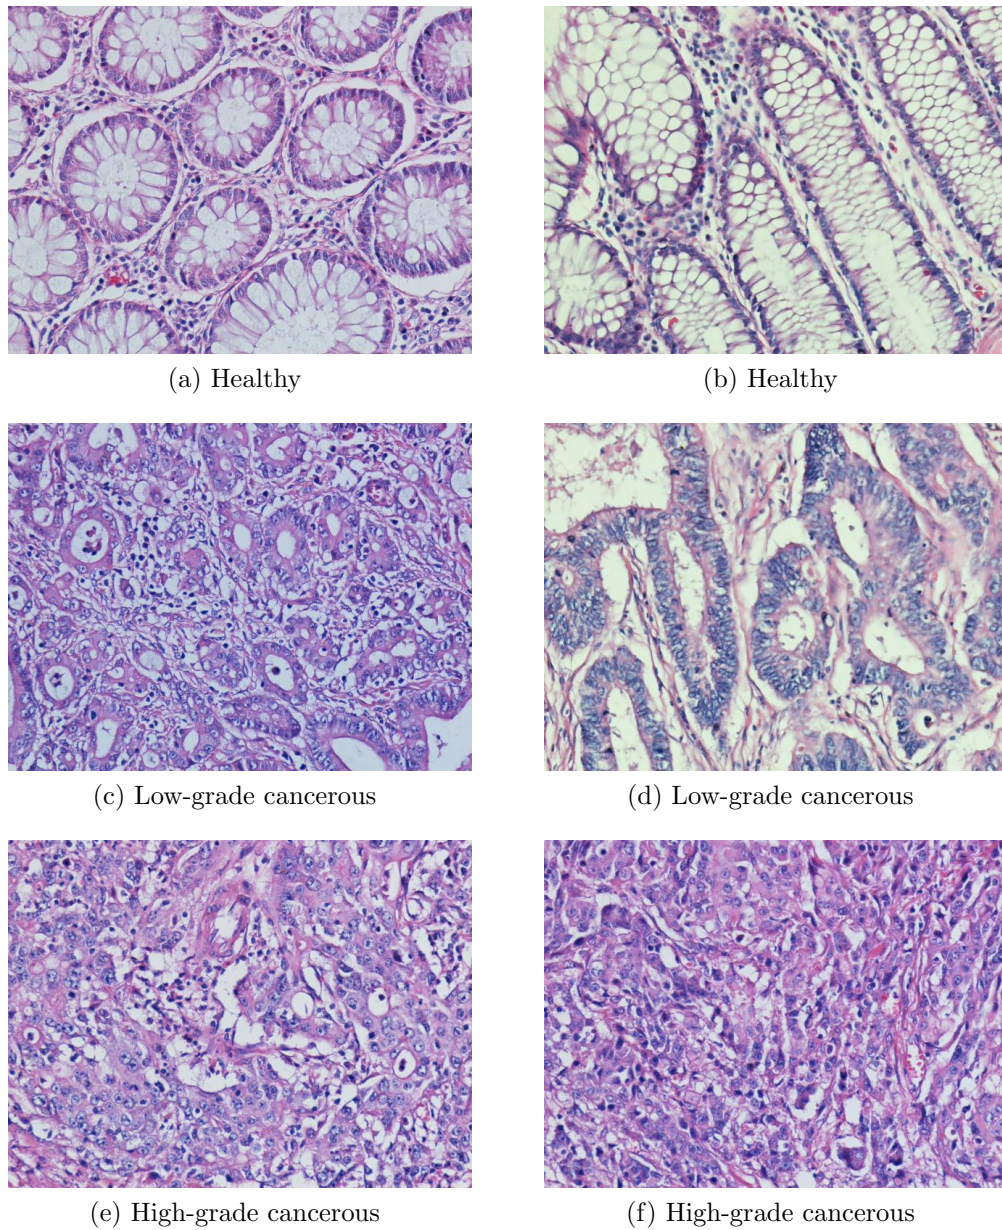 (a) Healthy
(b) Healthy
(c) Low-grade cancerous
(d) Low-grade cancerous
(e) High-grade cancerous
(f) High-grade cancerous